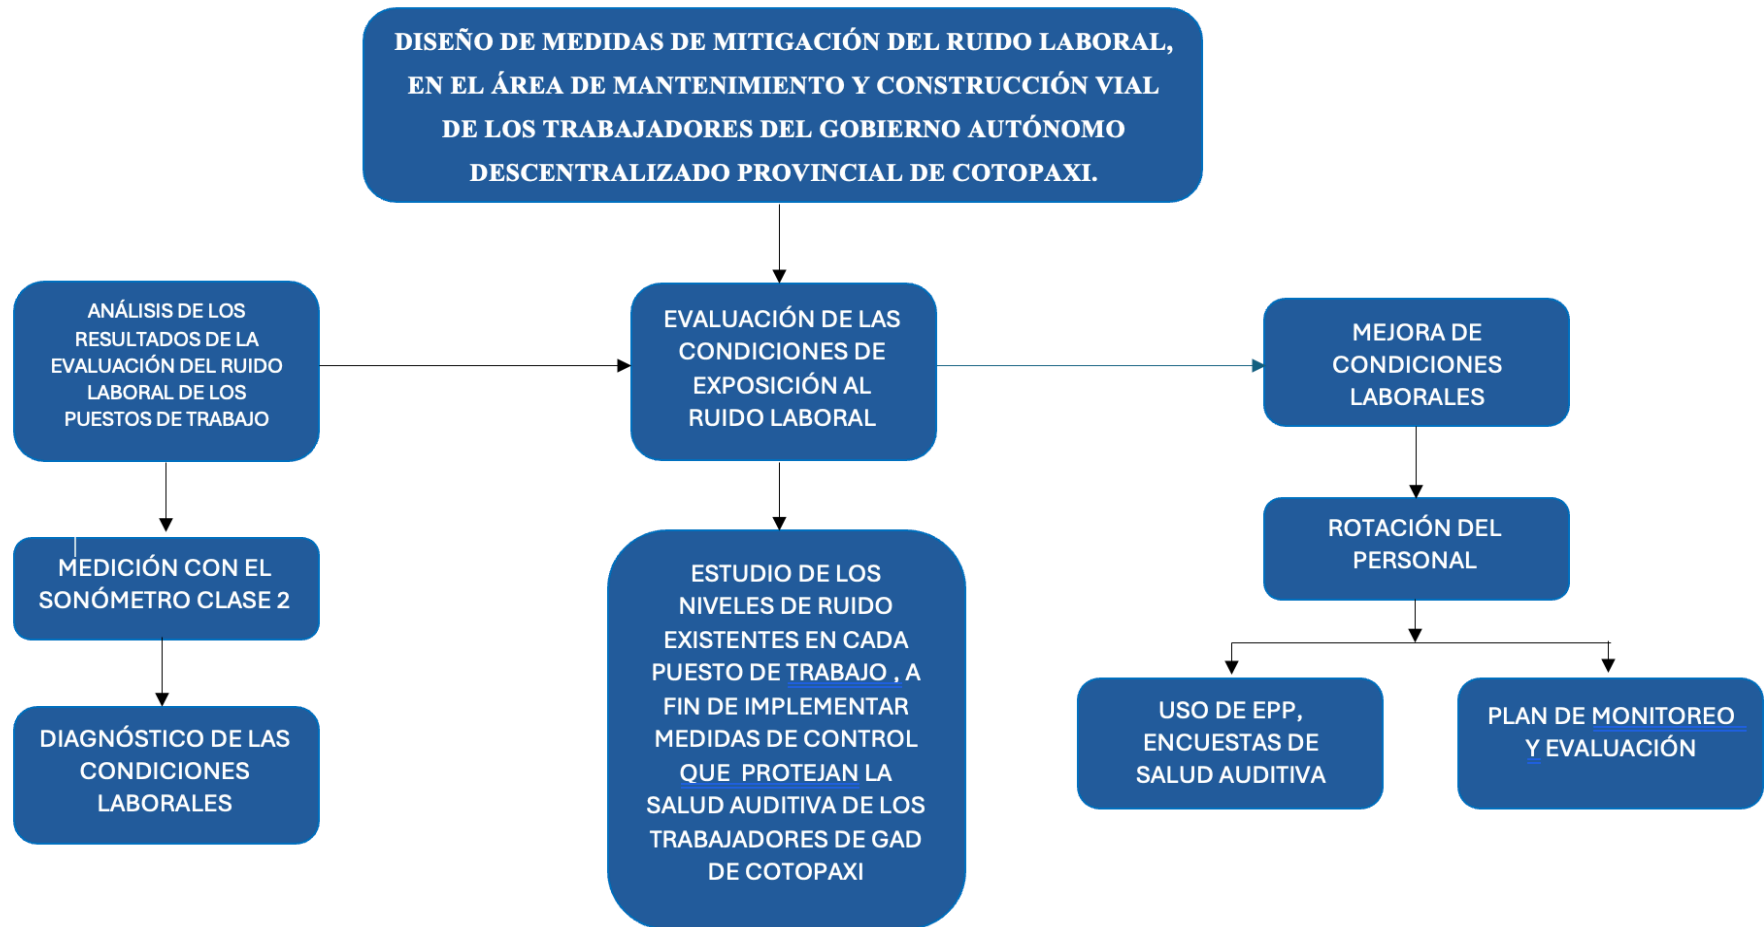 DISEÑO DE MEDIDAS DE MITIGACIÓN DEL RUIDO LABORAL,
EN EL ÁREA DE MANTENIMIENTO Y CONSTRUCCIÓN VIAL
DE LOS TRABAJADORES DEL GOBIERNO AUTÓNOMO
DESCENTRALIZADO PROVINCIAL DE COTOPAXI.
ANÁLISIS DE LOS
RESULTADOS DE LA
EVALUACIÓN DEL RUIDO
LABORAL DE LOS
PUESTOS DE TRABAJO
EVALUACIÓN DE LAS
CONDICIONES DE
EXPOSICIÓN AL
RUIDO LABORAL
MEJORA DE
CONDICIONES
LABORALES
MEDICIÓN CON EL
SONÓMETRO CLASE 2
DIAGNÓSTICO DE LAS
CONDICIONES
LABORALES
ESTUDIO DE LOS
NIVELES DE RUIDO
EXISTENTES EN CADA
PUESTO DE TRABAJO , A
FIN DE IMPLEMENTAR
MEDIDAS DE CONTROL
QUE  PROTEJAN LA
SALUD AUDITIVA DE LOS
TRABAJADORES DE GAD
DE COTOPAXI
ROTACIÓN DEL
PERSONAL
USO DE EPP,
ENCUESTAS DE
SALUD AUDITIVA
PLAN DE MONITOREO
Y EVALUACIÓN